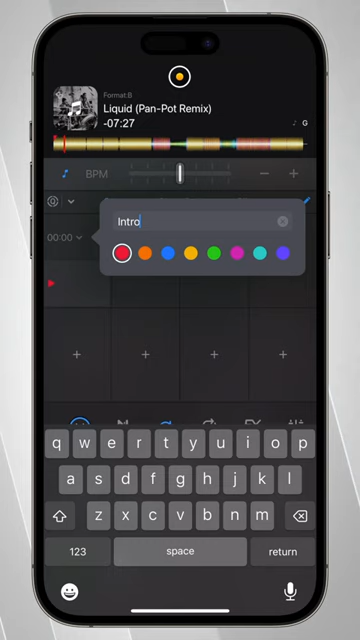 Format:B
Liquid (Pan-Pot Remix)
-07:27
G
BPM
Intro
00:00
q w e r t y u i o p
a s d f g h j k l
z x c v b n m
123 space return